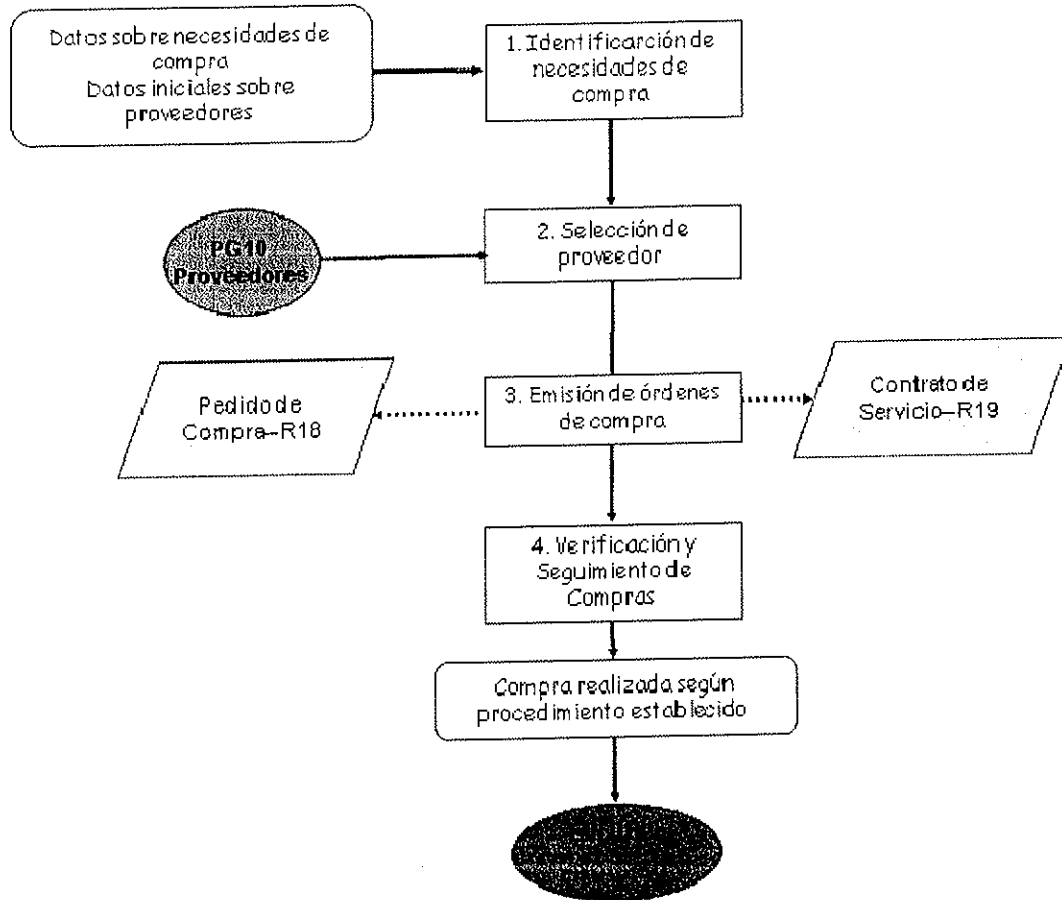 Datos sobre necesidades de
compra
Datos iniciales sobre
proveedores
1. Identificarción de
necesidades de
compra
PG10
Proveedores
2. Selección de
proveedor
Pedido de
Compra-R18
3. Emisión de órdenes
de compra
Contrato de
Servicio-R19
4. Verificación y
Seguimiento de
Compras
Compra realizada según
procedimiento establecido